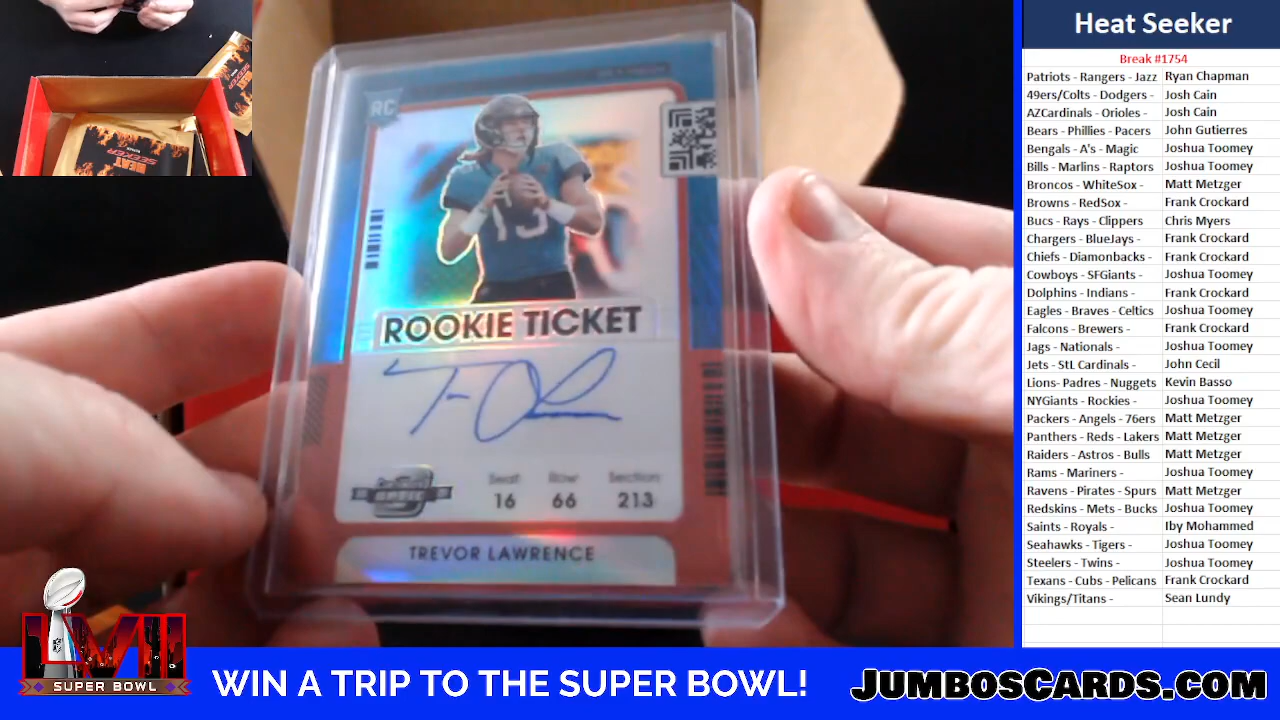 Heat Seeker
Break #1754
Patriots - Rangers - Jazz Ryan Chapman
49ers/Colts - Dodgers - Josh Cain
AZCardinals - Orioles - Josh Cain
Bears - Phillies - Pacers John Gutierres
Bengals - A's - Magic Joshua Toomey
Bills - Marlins - Raptors Joshua Toomey
Broncos - WhiteSox - Matt Metzger
Browns - RedSox - Frank Crockard
Bucs - Rays - Clippers Chris Myers
Chargers - BlueJays - Frank Crockard
Chiefs - Diamonbacks - Frank Crockard
Cowboys - SFGiants - Joshua Toomey
Dolphins - Indians - Frank Crockard
Eagles - Braves - Celtics Joshua Toomey
Falcons - Brewers - Frank Crockard
Jags - Nationals - Joshua Toomey
Jets - StL Cardinals - John Cecil
Lions- Padres - Nuggets Kevin Basso
NYGiants - Rockies - Joshua Toomey
Packers - Angels - 76ers Matt Metzger
Panthers - Reds - Lakers Matt Metzger
Raiders - Astros - Bulls Matt Metzger
Rams - Mariners - Joshua Toomey
Ravens - Pirates - Spurs Matt Metzger
Redskins - Mets - Bucks Joshua Toomey
Saints - Royals - Iby Mohammed
Seahawks - Tigers - Joshua Toomey
Steelers - Twins - Joshua Toomey
Texans - Cubs - Pelicans Frank Crockard
Vikings/Titans - Sean Lundy
HEAT
SEEKER
RC
ROOKIE TICKET
Seat Row Section
16 66 213
TREVOR LAWRENCE
LVII
SUPER BOWL
WIN A TRIP TO THE SUPER BOWL!
JUMBOSCARDS.COM